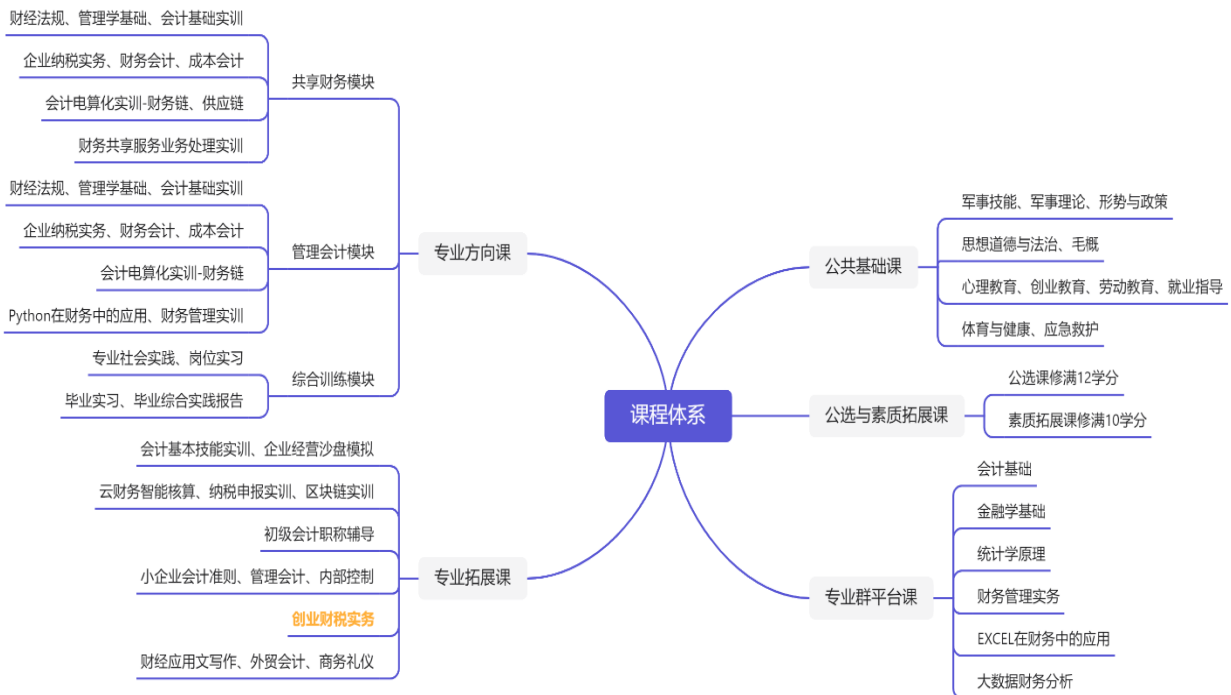 课程体系
专业方向课
共享财务模块
财经法规、管理学基础、会计基础实训
企业纳税实务、财务会计、成本会计
会计电算化实训-财务链、供应链
财务共享服务业务处理实训
管理会计模块
财经法规、管理学基础、会计基础实训
企业纳税实务、财务会计、成本会计
会计电算化实训-财务链
Python在财务中的应用、财务管理实训
综合训练模块
专业社会实践、岗位实习
毕业实习、毕业综合实践报告
专业拓展课
会计基本技能实训、企业经营沙盘模拟
云财务智能核算、纳税申报实训、区块链实训
初级会计职称辅导
小企业会计准则、管理会计、内部控制
创业财税实务
财经应用文写作、外贸会计、商务礼仪
公共基础课
军事技能、军事理论、形势与政策
思想道德与法治、毛概
心理教育、创业教育、劳动教育、就业指导
体育与健康、应急救护
公选与素质拓展课
公选课修满12学分
素质拓展课修满10学分
专业群平台课
会计基础
金融学基础
统计学原理
财务管理实务
EXCEL在财务中的应用
大数据财务分析